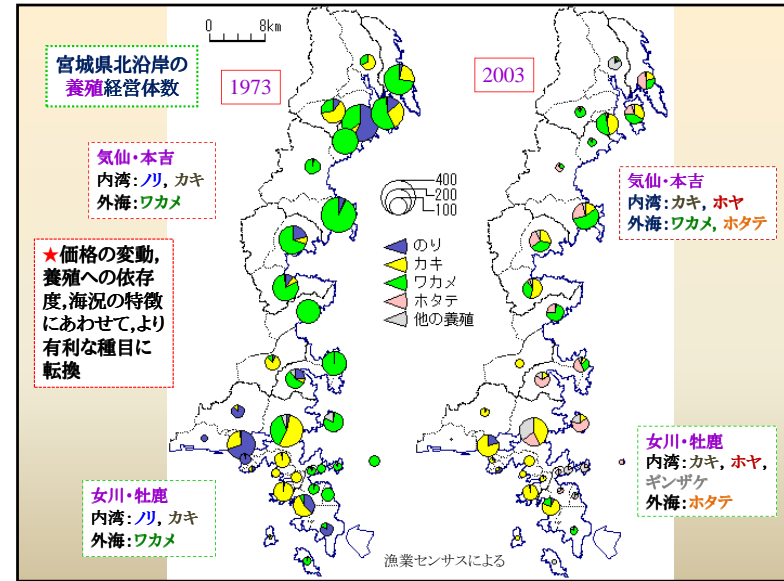 0 8km
宮城県北沿岸の
養殖経営体数
1973
2003
気仙・本吉
内湾：ノリ，カキ
外海：ワカメ
400
200
100
気仙・本吉
内湾：カキ，ホヤ
外海：ワカメ，ホタテ
のり
カキ
ワカメ
ホタテ
他の養殖
★価格の変動，
養殖への依存
度，海況の特徴
にあわせて，より
有利な種目に
転換
女川・牡鹿
内湾：ノリ，カキ
外海：ワカメ
女川・牡鹿
内湾：カキ，ホヤ，
ギンザケ
外海：ホタテ
漁業センサスによる